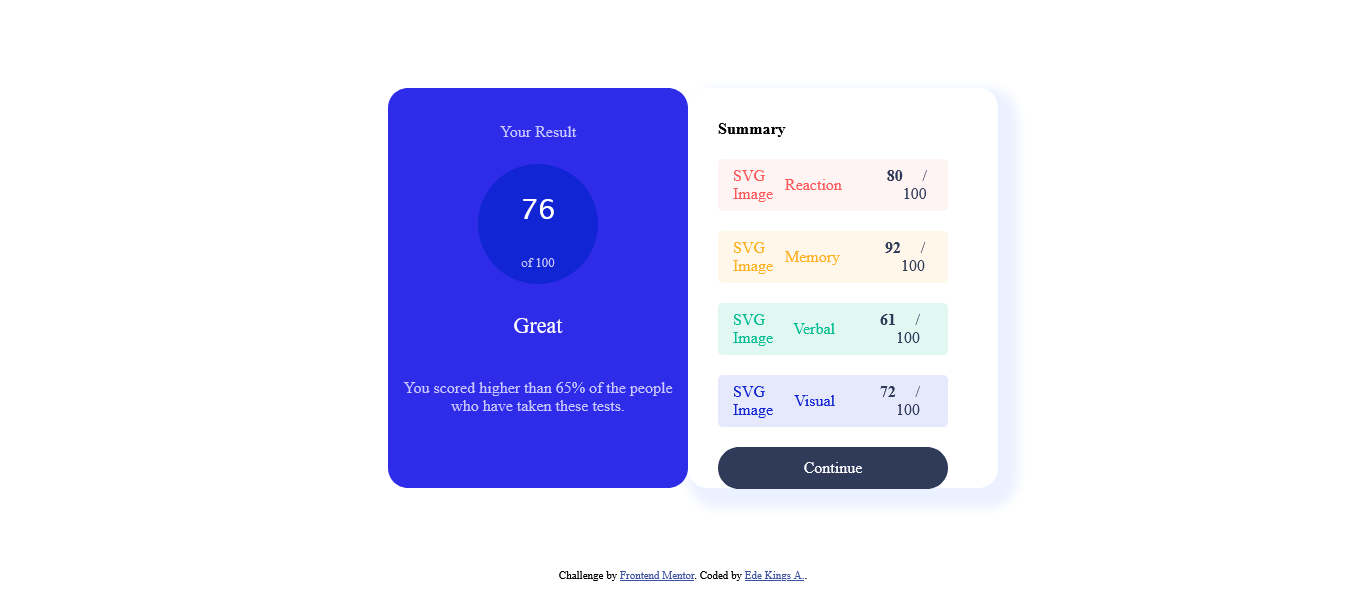 Your Result
76
of 100
Great
You scored higher than 65% of the people
who have taken these tests.
Summary
SVG
Image
Reaction
80 /
100
SVG
Image
Memory
92 /
100
SVG
Image
Verbal
61 /
100
SVG
Image
Visual
72 /
100
Continue
Challenge by Frontend Mentor. Coded by Ede Kings A..